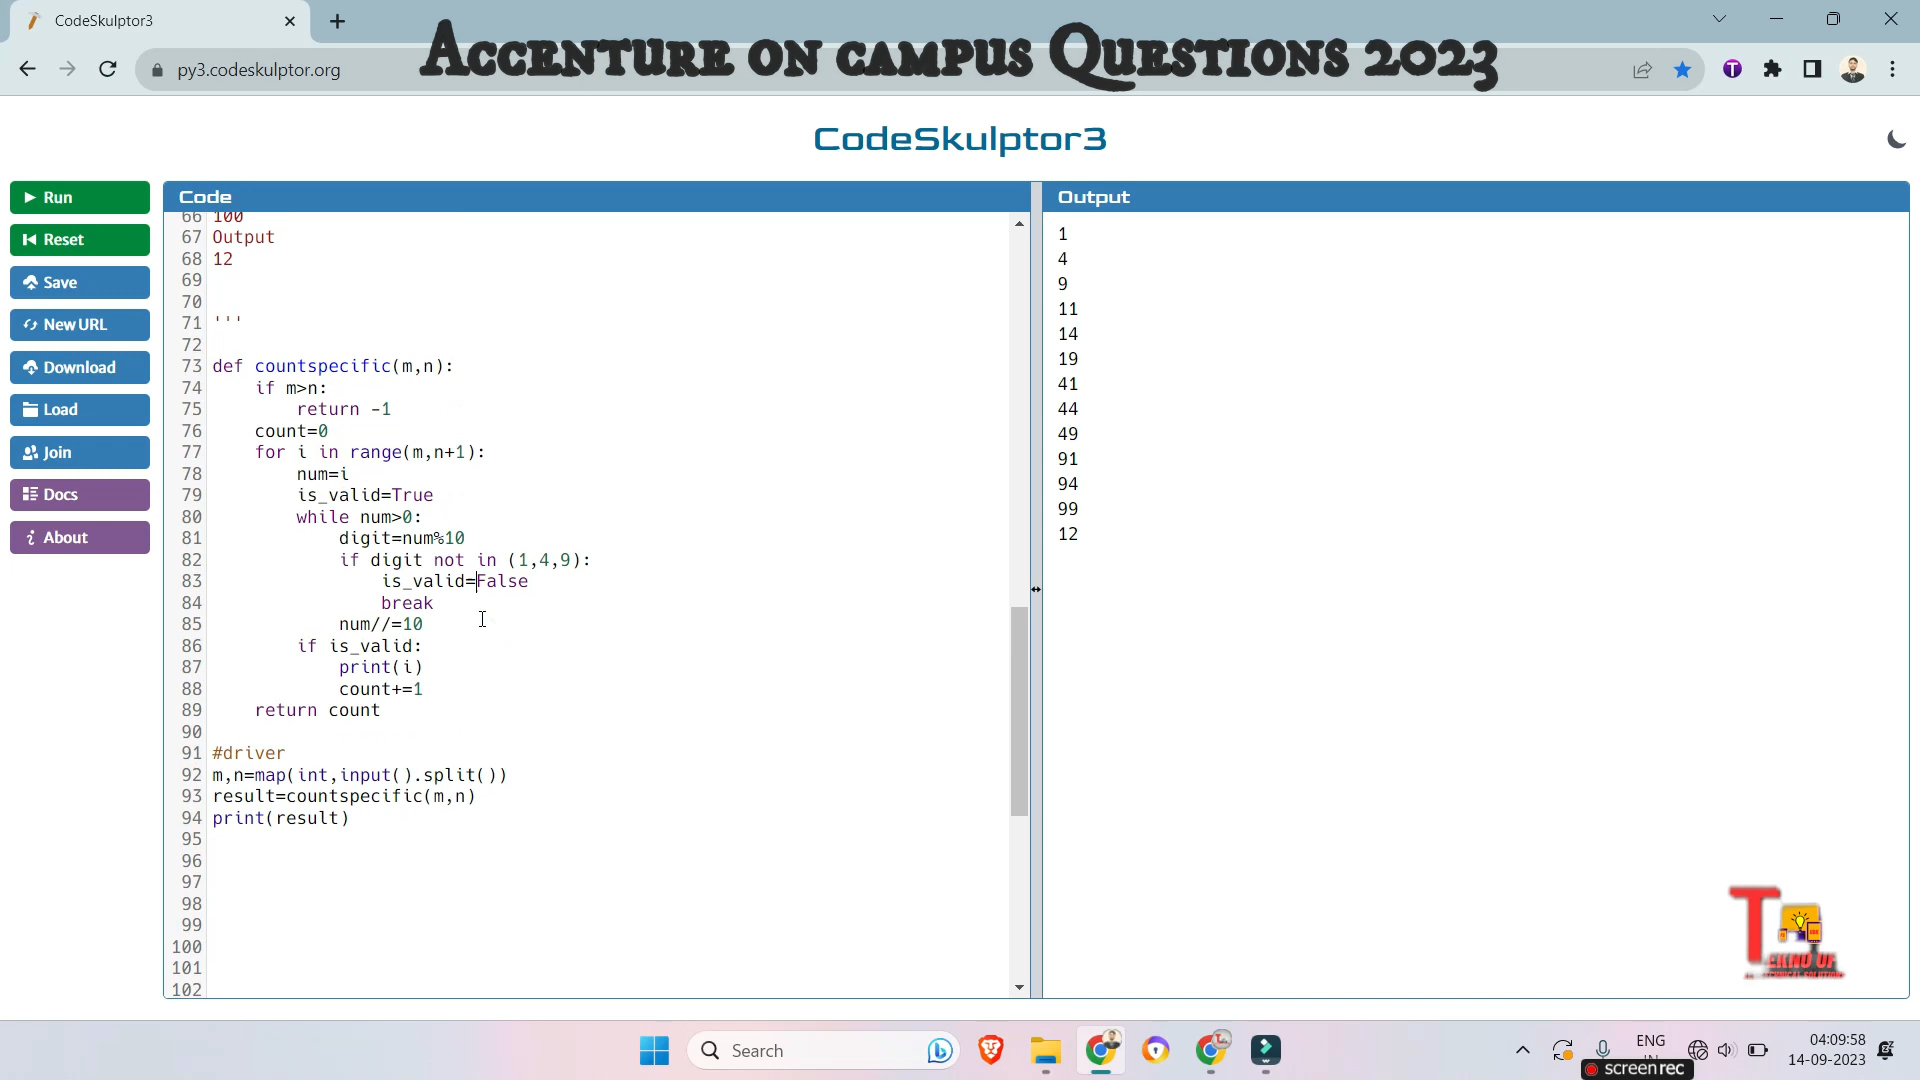 CodeSkulptor3
py3.codeskulptor.org
Accenture on campus Questions 2023
CodeSkulptor3
Run
Reset
Save
New URL
Download
Load
Join
Docs
About
Code
66 100
67 Output
68 12
69
70
71 '''
72
73 def countspecific(m,n):
74 if m>n:
75 return -1
76 count=0
77 for i in range(m,n+1):
78 num=i
79 is_valid=True
80 while num>0:
81 digit=num%10
82 if digit not in (1,4,9):
83 is_valid=False
84 break
85 num//=10
86 if is_valid:
87 print(i)
88 count+=1
89 return count
90
91 #driver
92 m,n=map(int,input().split())
93 result=countspecific(m,n)
94 print(result)
95
96
97
98
99
100
101
102
Output
1
4
9
11
14
19
41
44
49
91
94
99
12
Search
ENG
04:09:58
14-09-2023
screenrec